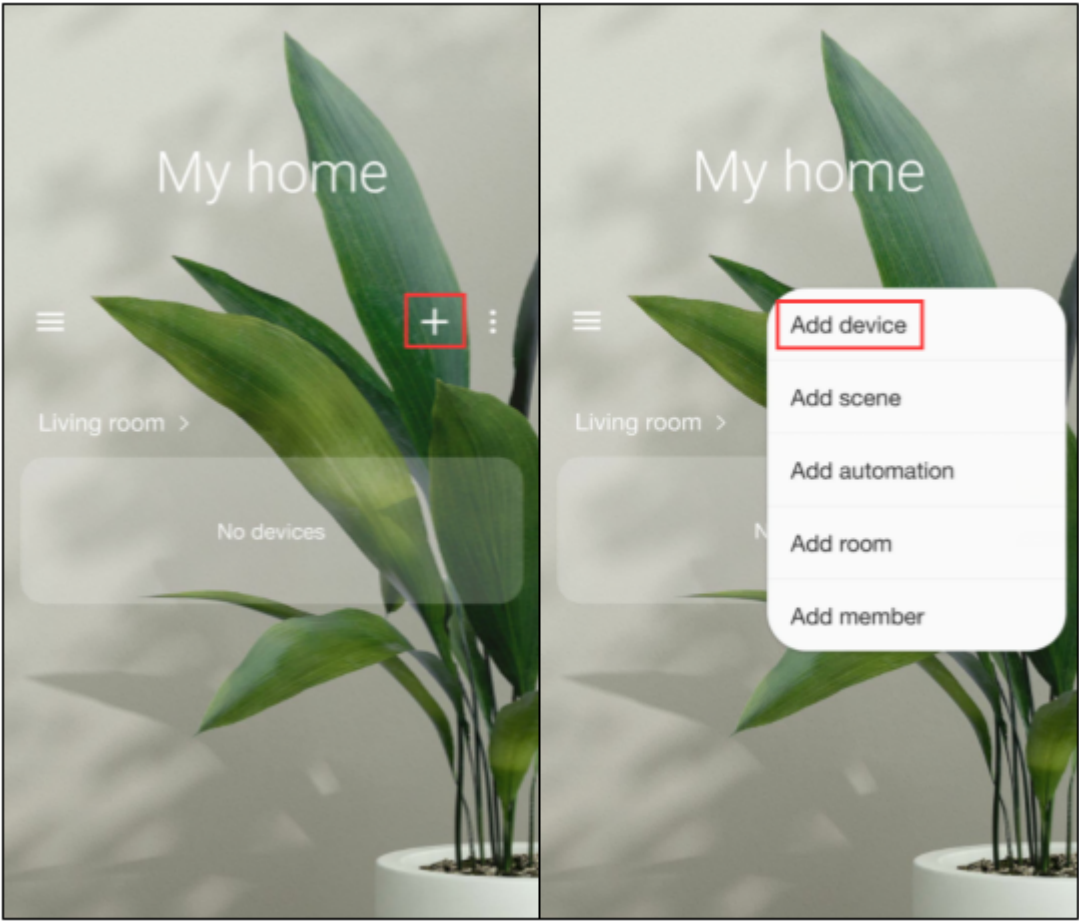 My home
Living room >
No devices
My home
Add device
Add scene
Living room >
Add automation
N
Add room
Add member